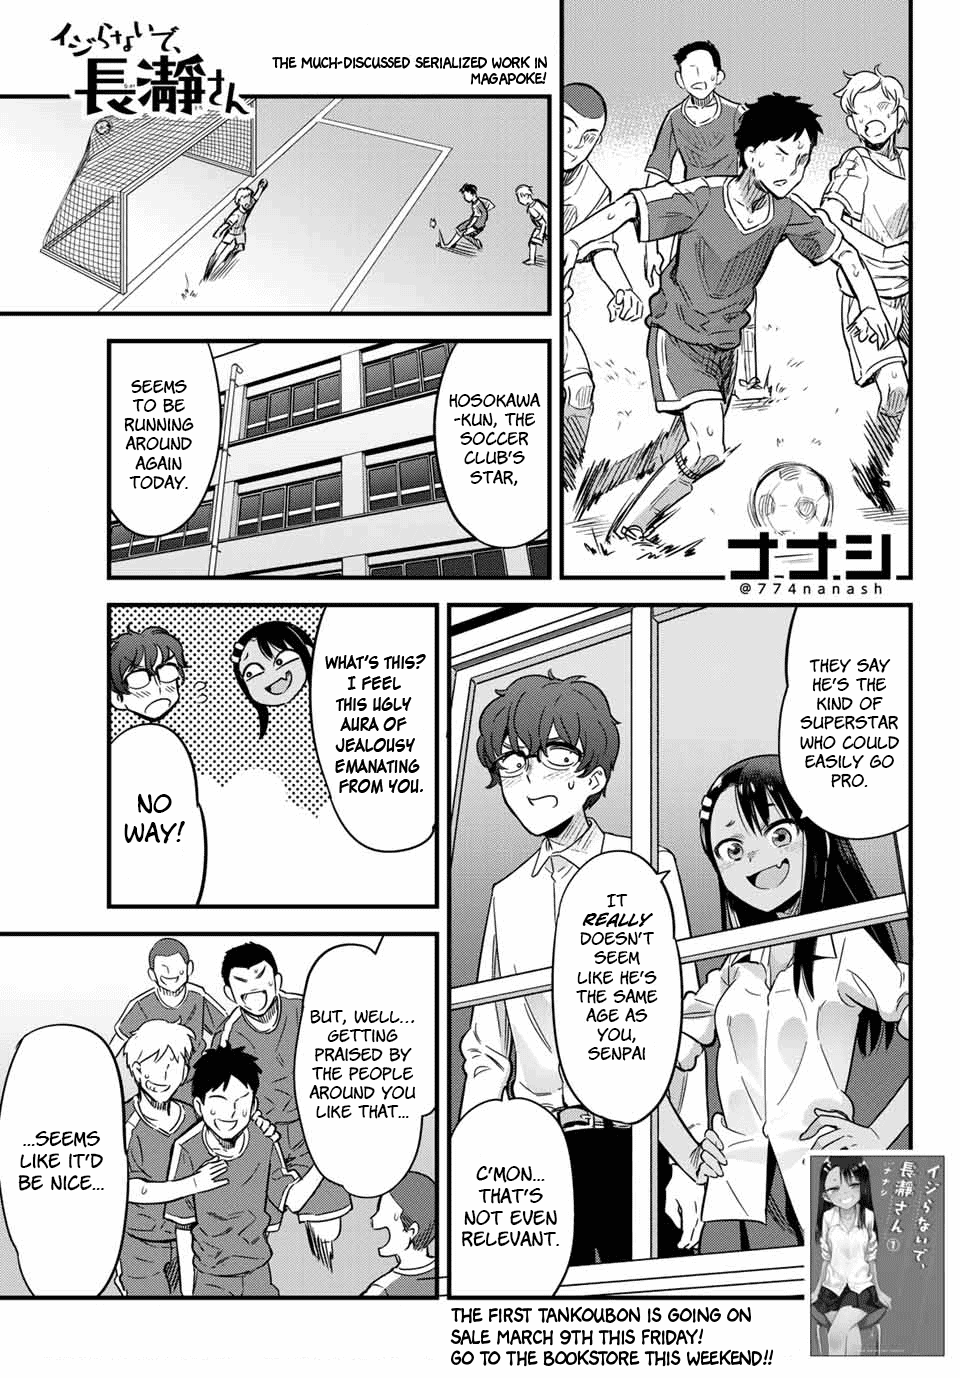 イジらないで、
長瀞さん
THE MUCH-DISCUSSED SERIALIZED WORK IN
MAGAPOKE!
ナナシ
@774nanash
HOSOKAWA
-KUN, THE
SOCCER
CLUB'S
STAR,
SEEMS
TO BE
RUNNING
AROUND
AGAIN
TODAY.
THEY SAY
HE'S THE
KIND OF
SUPERSTAR
WHO COULD
EASILY GO
PRO.
IT
REALLY
DOESN'T
SEEM
LIKE HE'S
THE SAME
AGE AS
YOU,
SENPAI
C'MON...
THAT'S
NOT EVEN
RELEVANT.
WHAT'S THIS?
I FEEL
THIS UGLY
AURA OF
JEALOUSY
EMANATING
FROM YOU.
NO
WAY!
BUT, WELL...
GETTING
PRAISED BY
THE PEOPLE
AROUND YOU
LIKE THAT...
...SEEMS
LIKE IT'D
BE NICE...
イジらないで、
長瀞さん
1
ナナシ
THE FIRST TANKOUBON IS GOING ON
SALE MARCH 9TH THIS FRIDAY!
GO TO THE BOOKSTORE THIS WEEKEND!!